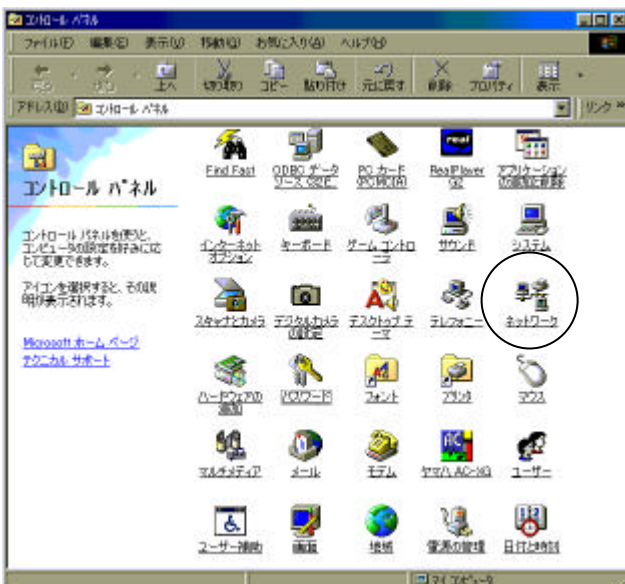 コントロール パネル
ファイル(F) 編集(E) 表示(V) 移動(G) お気に入り(A) ヘルプ(H)
上へ 切り取り コピー 貼り付け 元に戻す 削除 プロパティ 表示
アドレス(D) コントロール パネル リンク »
コントロール パネル
コントロール パネルを使うと、
コンピュータの設定を好みに応
じて変更できます。
アイコンを選択すると、その説
明が表示されます。
Microsoft ホーム ページ
テクニカル サポート
Find Fast
ODBC データ
ソース (32ビ...
PC カード
(PCMCIA)
real
RealPlayer
G2
アプリケーション
の追加と削除
インターネット
オプション
キーボード
ゲーム コントロ
ーラ
サウンド
システム
スキャナとカメラ
デジタルカメラ
の設定
デスクトップ テ
ーマ
テレフォニー
ネットワーク
ハードウェアの
追加
パスワード
フォント
プリンタ
マウス
マルチメディア
メール
モデム
ヤマハ AC-XG
ユーザー
ユーザー補助
画面
地域
電源の管理
日付と時刻
マイ コンピュータ